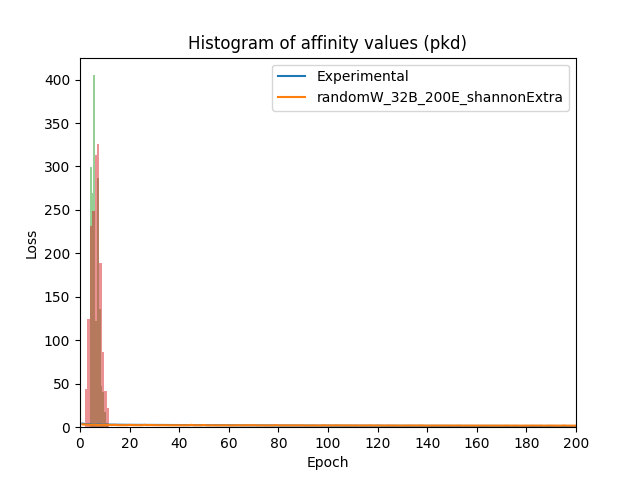 Histogram of affinity values (pkd)
Experimental
randomW_32B_200E_shannonExtra
400
350
300
250
200
150
100
50
0
Loss
0 20 40 60 80 100 120 140 160 180 200
Epoch